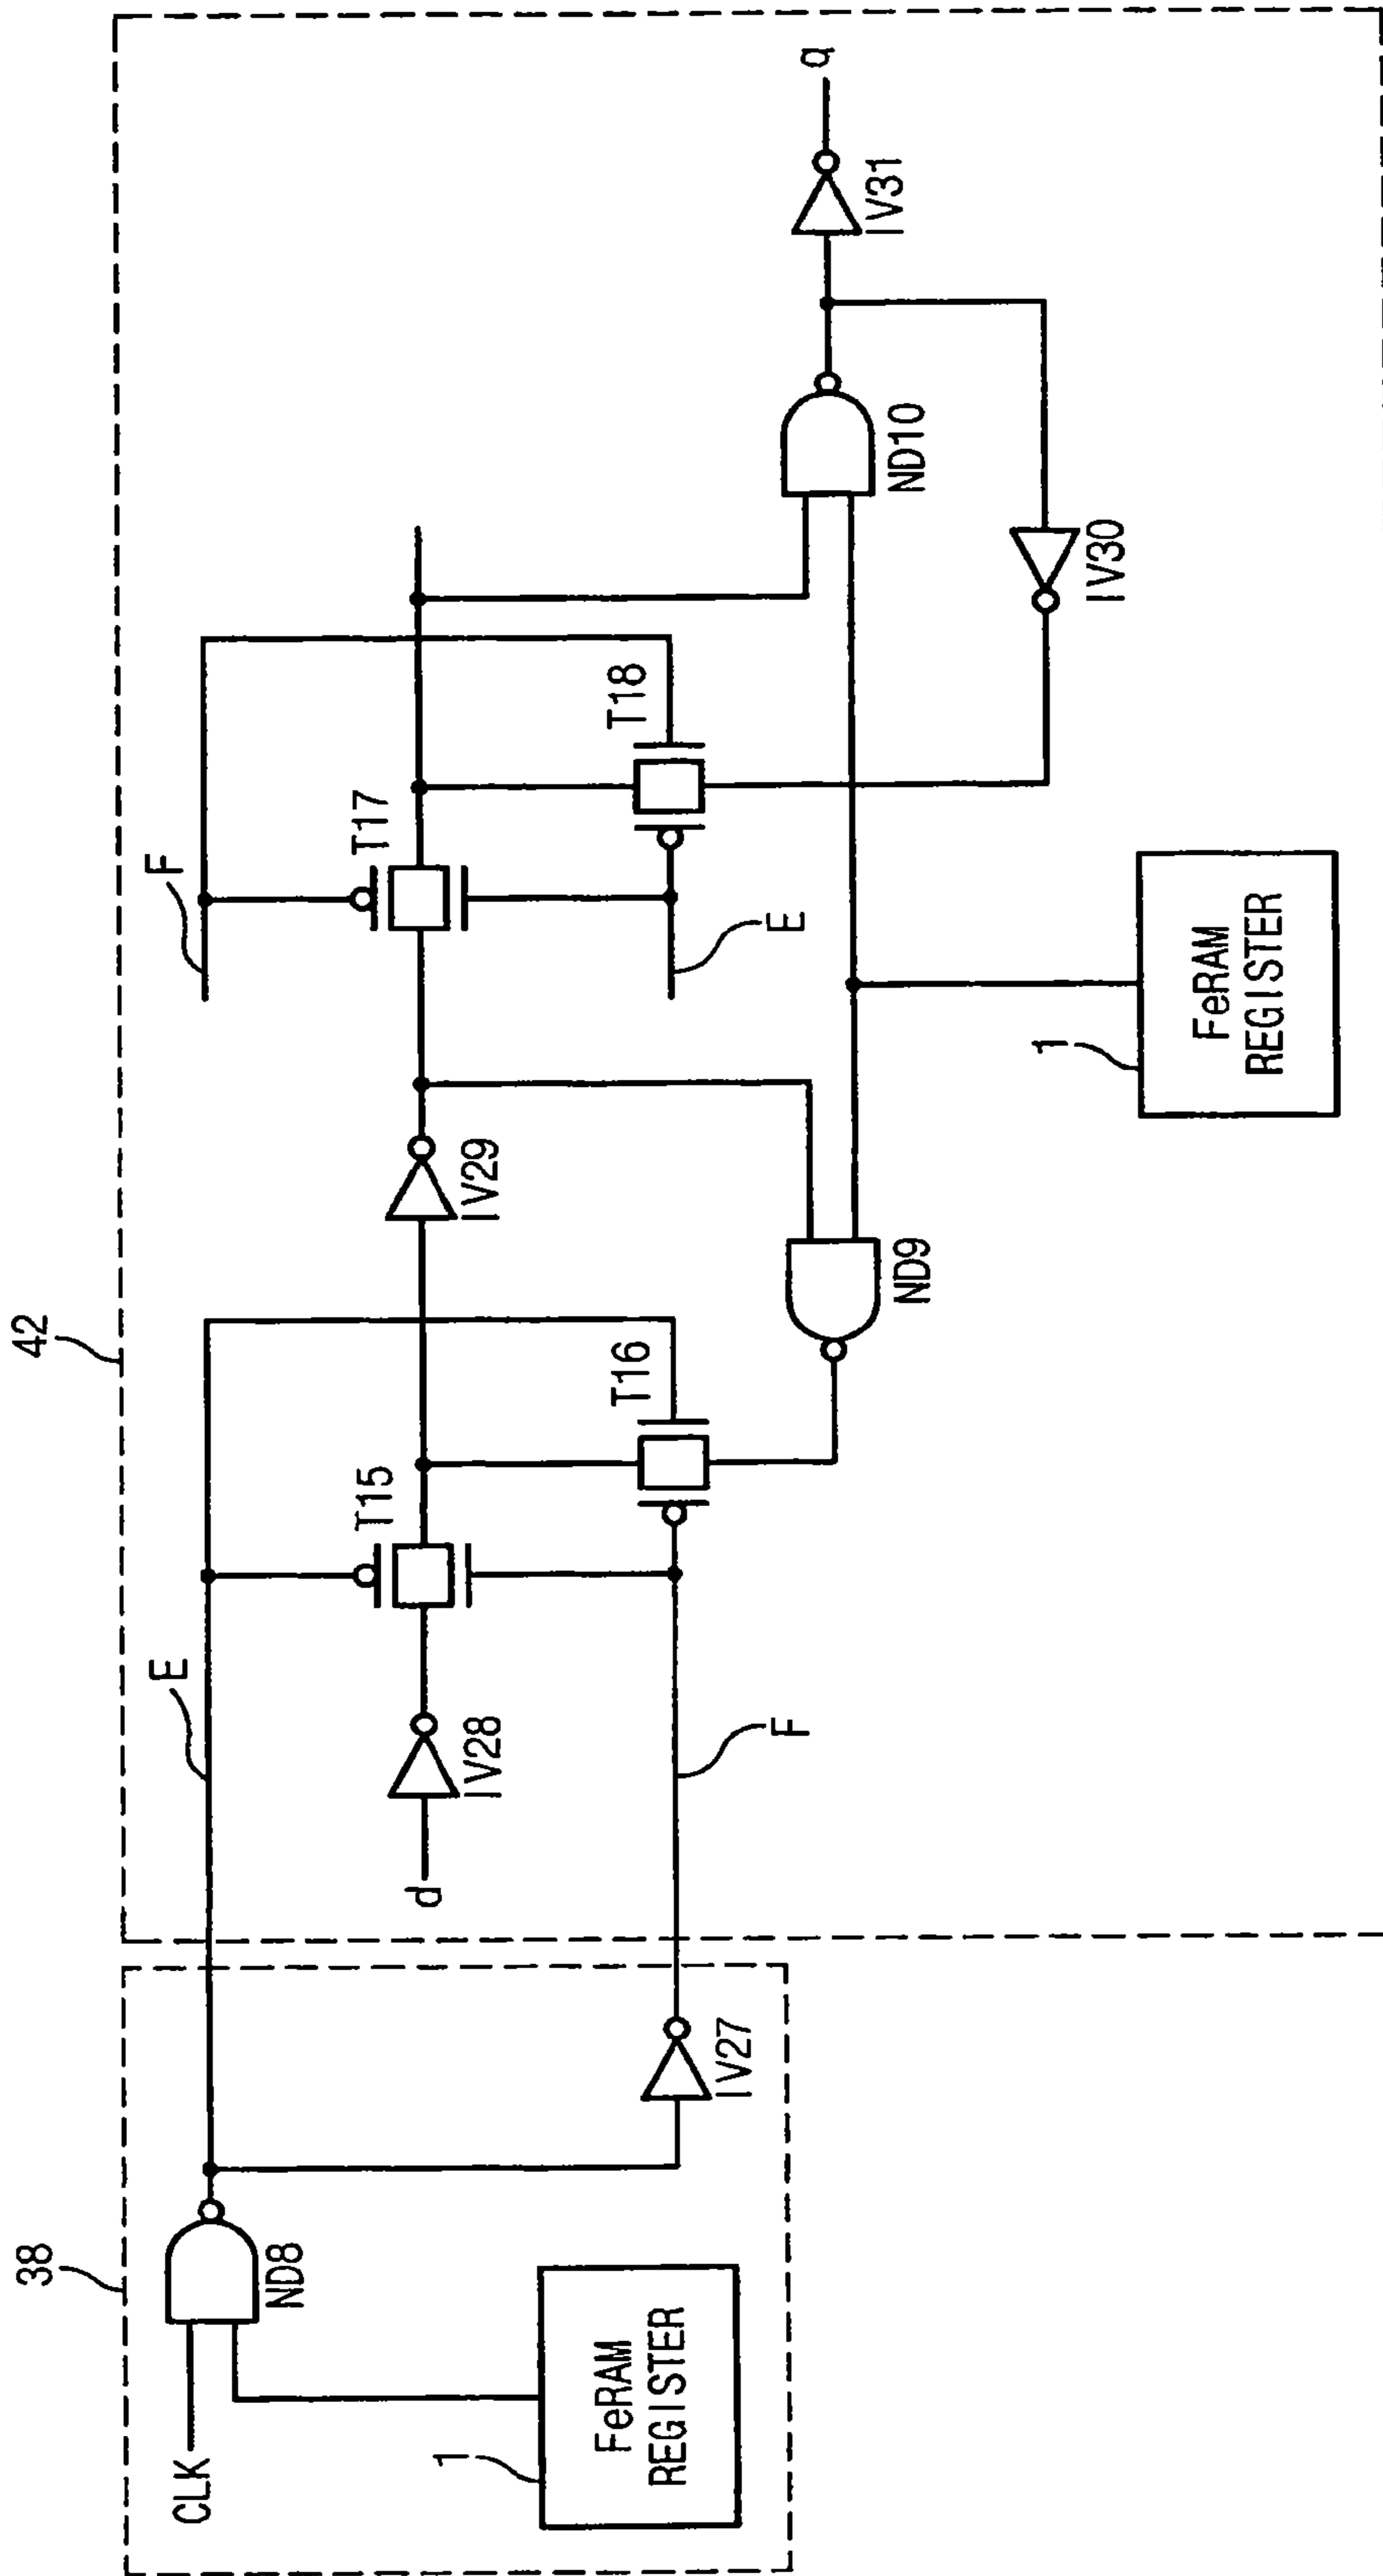 38
42
CLK
ND8
1
FeRAM
REGISTER
IV27
E
F
d
IV28
T15
T16
IV29
ND9
F
E
T17
T18
1
FeRAM
REGISTER
ND10
IV30
IV31
q